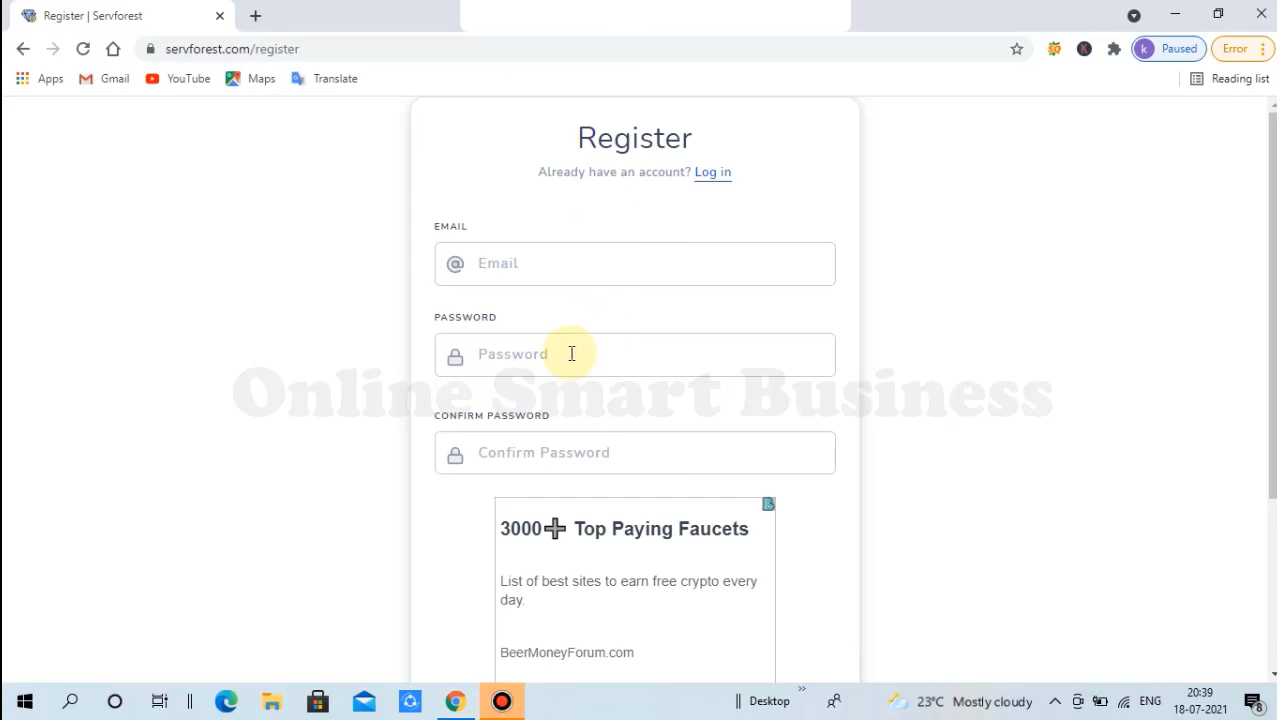 Register | Servforest
servforest.com/register
k Paused
Error
Apps
Gmail
YouTube
Maps
Translate
Reading list
Register
Already have an account? Log in
EMAIL
@ Email
PASSWORD
Password
Online Smart Business
CONFIRM PASSWORD
Confirm Password
3000➕ Top Paying Faucets
List of best sites to earn free crypto every
day.
BeerMoneyForum.com
Desktop
23°C Mostly cloudy
ENG
20:39
18-07-2021
8